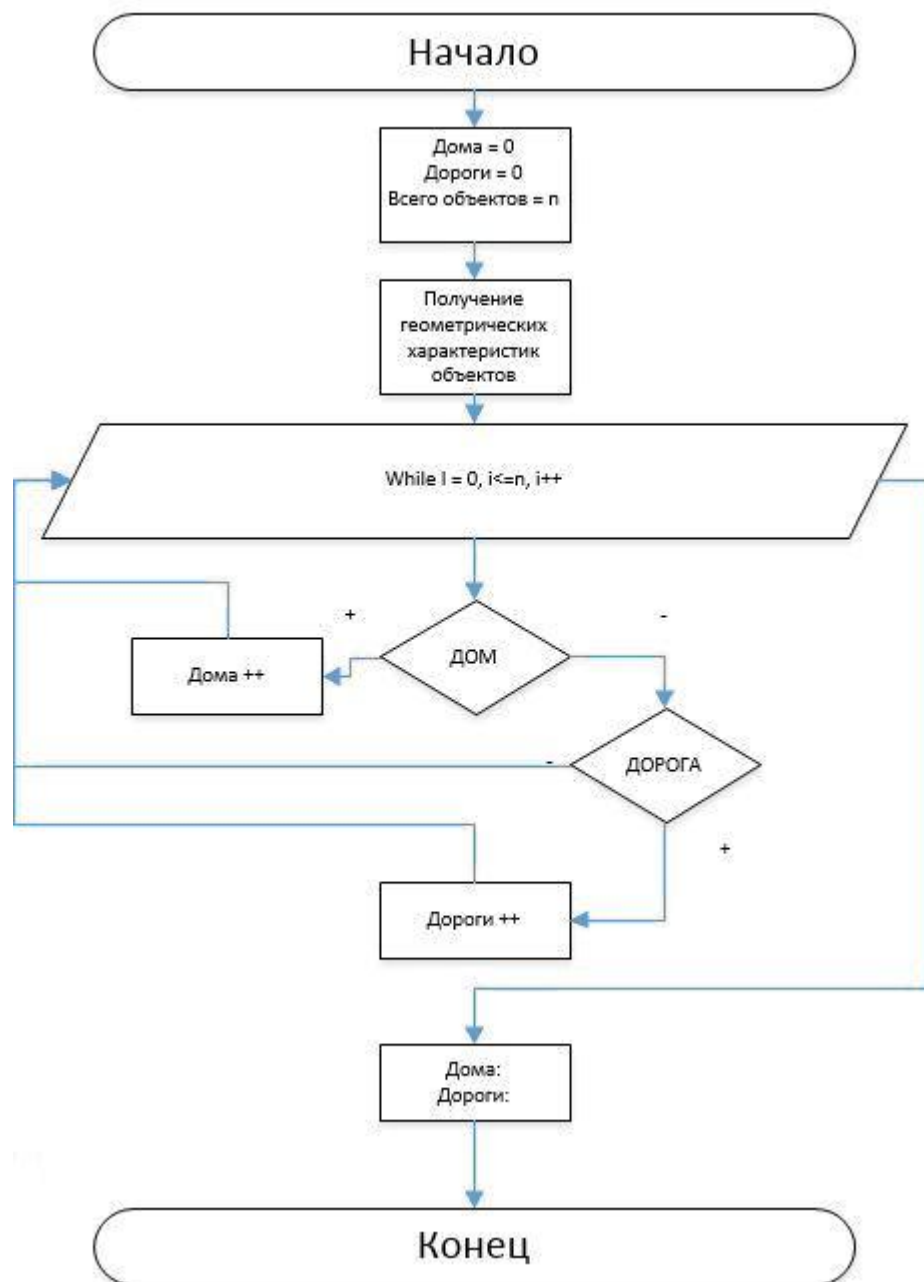 Начало
Дома = 0
Дороги = 0
Всего объектов = n
Получение
геометрических
характеристик
объектов
While I = 0, i<=n, i++
+
-
ДОМ
Дома ++
-
ДОРОГА
+
Дороги ++
Дома:
Дороги:
Конец